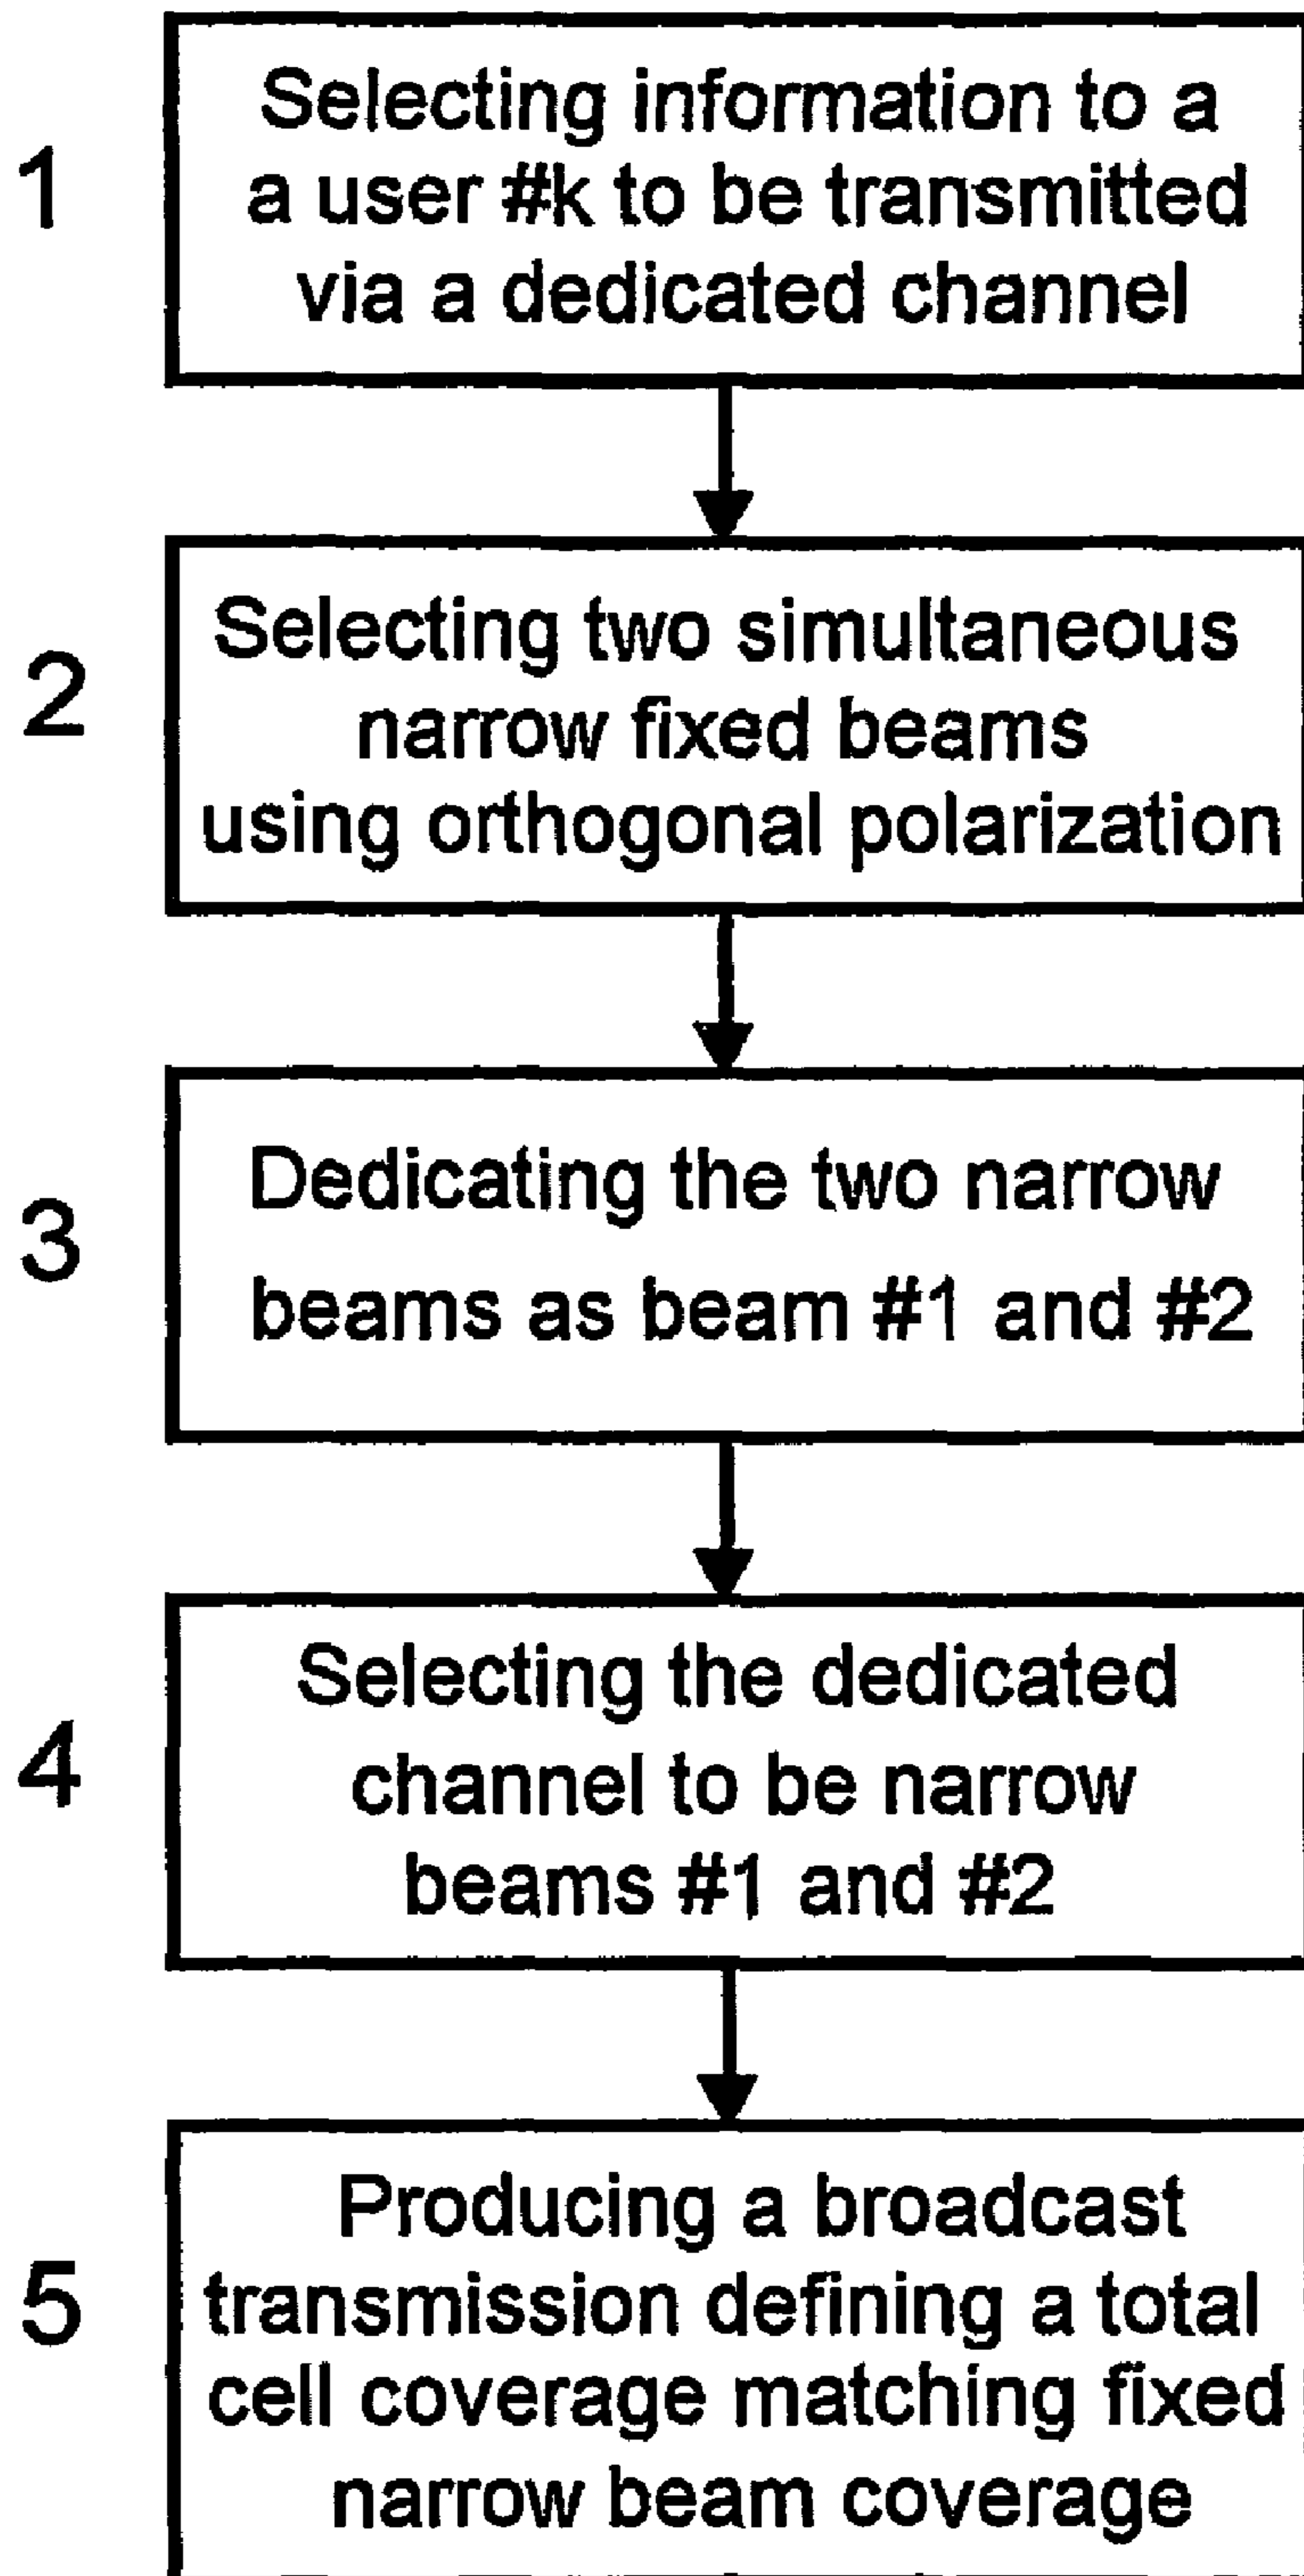 1
Selecting information to a
a user #k to be transmitted
via a dedicated channel
2
Selecting two simultaneous
narrow fixed beams
using orthogonal polarization
3
Dedicating the two narrow
beams as beam #1 and #2
4
Selecting the dedicated
channel to be narrow
beams #1 and #2
5
Producing a broadcast
transmission defining a total
cell coverage matching fixed
narrow beam coverage